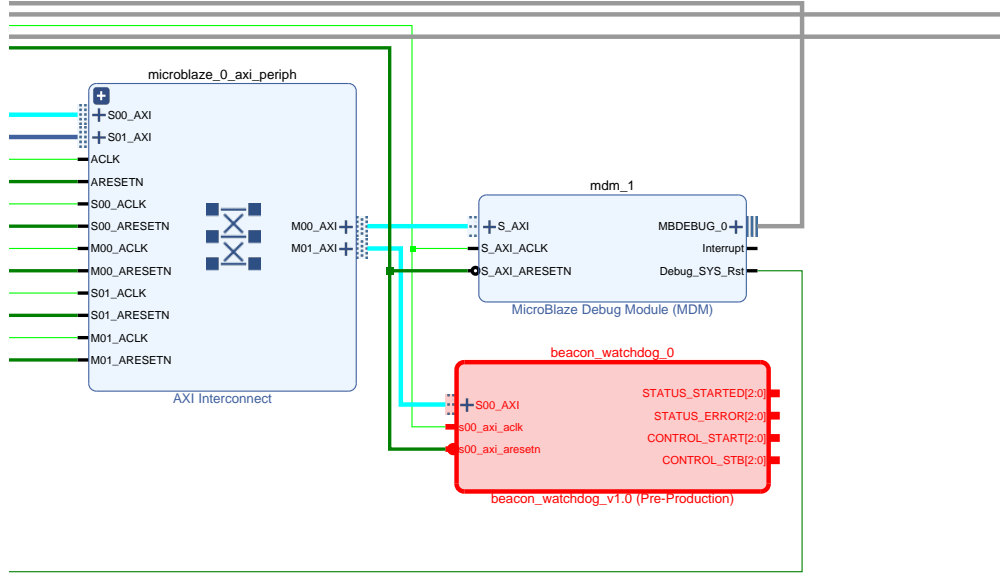 microblaze_0_axi_periph
S00_AXI
S01_AXI
ACLK
ARESETN
S00_ACLK
S00_ARESETN
M00_ACLK
M00_ARESETN
S01_ACLK
S01_ARESETN
M01_ACLK
M01_ARESETN
M00_AXI
M01_AXI
AXI Interconnect
mdm_1
S_AXI
S_AXI_ACLK
S_AXI_ARESETN
MBDEBUG_0
Interrupt
Debug_SYS_Rst
MicroBlaze Debug Module (MDM)
beacon_watchdog_0
S00_AXI
s00_axi_aclk
s00_axi_aresetn
STATUS_STARTED[2:0]
STATUS_ERROR[2:0]
CONTROL_START[2:0]
CONTROL_STB[2:0]
beacon_watchdog_v1.0 (Pre-Production)